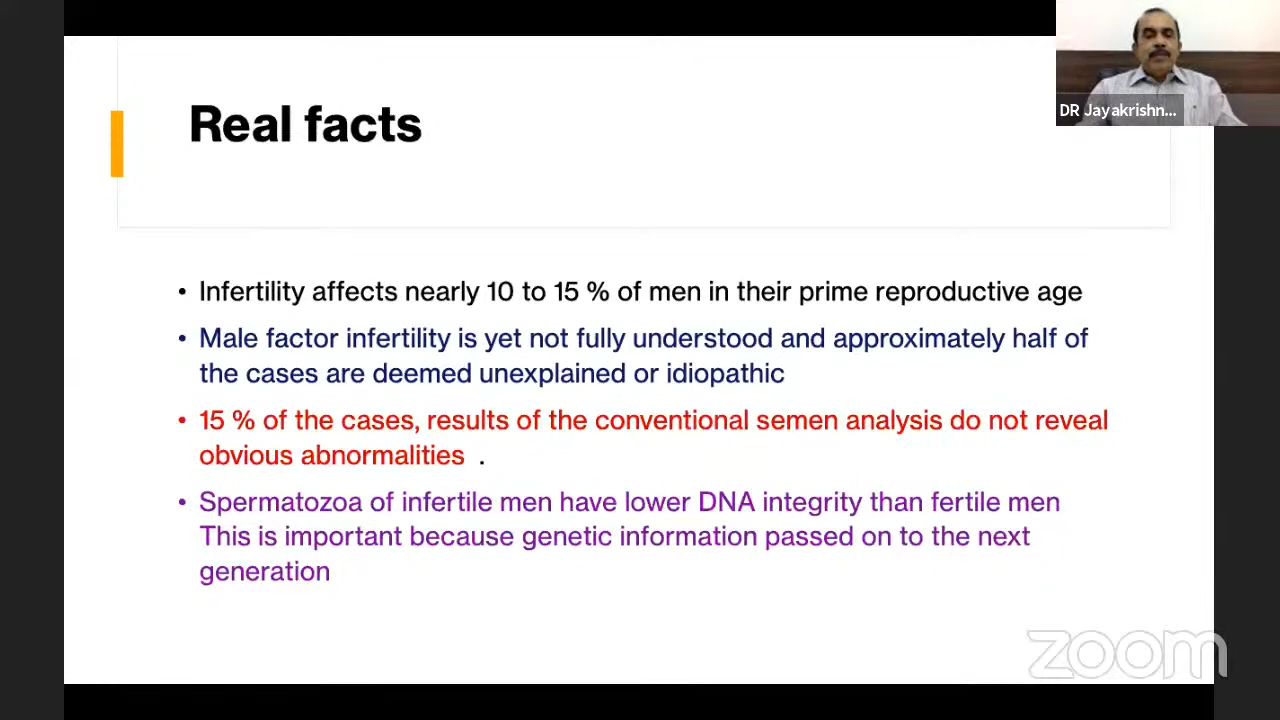 DR Jayakrishn...
Real facts
• Infertility affects nearly 10 to 15 % of men in their prime reproductive age
• Male factor infertility is yet not fully understood and approximately half of
the cases are deemed unexplained or idiopathic
• 15 % of the cases, results of the conventional semen analysis do not reveal
obvious abnormalities .
• Spermatozoa of infertile men have lower DNA integrity than fertile men
This is important because genetic information passed on to the next
generation
zoom